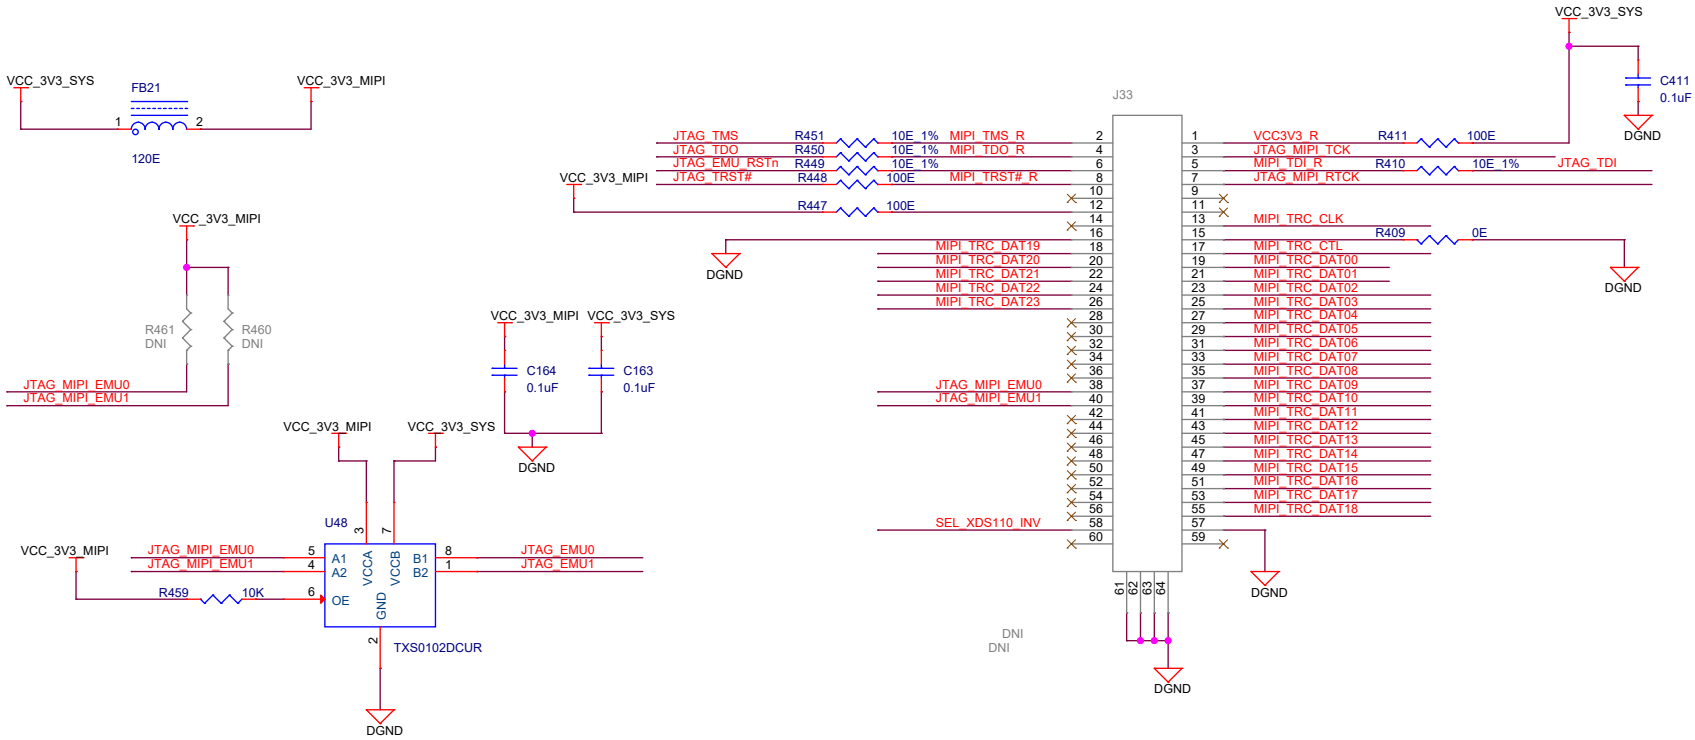 VCC_3V3_SYS
VCC_3V3_SYS
FB21
VCC_3V3_MIPI
1
2
120E
C411
0.1uF
DGND
J33
JTAG_TMS R451 10E_1% MIPI_TMS_R 2
JTAG_TDO R450 10E_1% MIPI_TDO_R 4
JTAG_EMU_RSTn R449 10E_1% 6
JTAG_TRST# R448 100E MIPI_TRST#_R 8
VCC_3V3_MIPI
10
R447 100E 12
14
16
DGND
MIPI_TRC_DAT19 18
MIPI_TRC_DAT20 20
MIPI_TRC_DAT21 22
MIPI_TRC_DAT22 24
MIPI_TRC_DAT23 26
28
30
32
34
36
JTAG_MIPI_EMU0 38
JTAG_MIPI_EMU1 40
42
44
46
48
50
52
54
56
SEL_XDS110_INV 58
60
1 VCC3V3_R R411 100E
3 JTAG_MIPI_TCK
5 MIPI_TDI_R R410 10E_1% JTAG_TDI
7 JTAG_MIPI_RTCK
9
11
13 MIPI_TRC_CLK
15 R409 0E
DGND
17 MIPI_TRC_CTL
19 MIPI_TRC_DAT00
21 MIPI_TRC_DAT01
23 MIPI_TRC_DAT02
25 MIPI_TRC_DAT03
27 MIPI_TRC_DAT04
29 MIPI_TRC_DAT05
31 MIPI_TRC_DAT06
33 MIPI_TRC_DAT07
35 MIPI_TRC_DAT08
37 MIPI_TRC_DAT09
39 MIPI_TRC_DAT10
41 MIPI_TRC_DAT11
43 MIPI_TRC_DAT12
45 MIPI_TRC_DAT13
47 MIPI_TRC_DAT14
49 MIPI_TRC_DAT15
51 MIPI_TRC_DAT16
53 MIPI_TRC_DAT17
55 MIPI_TRC_DAT18
57
59
DGND
61
62
63
64
DGND
DNI
DNI
VCC_3V3_MIPI
R461
DNI
R460
DNI
JTAG_MIPI_EMU0
JTAG_MIPI_EMU1
VCC_3V3_MIPI
VCC_3V3_SYS
C164
0.1uF
C163
0.1uF
DGND
VCC_3V3_MIPI
VCC_3V3_SYS
U48
3
7
VCC_3V3_MIPI
JTAG_MIPI_EMU0 5 A1
JTAG_MIPI_EMU1 4 A2
R459 10K 6 OE
VCCA
VCCB
GND
B1 8 JTAG_EMU0
B2 1 JTAG_EMU1
2
TXS0102DCUR
DGND